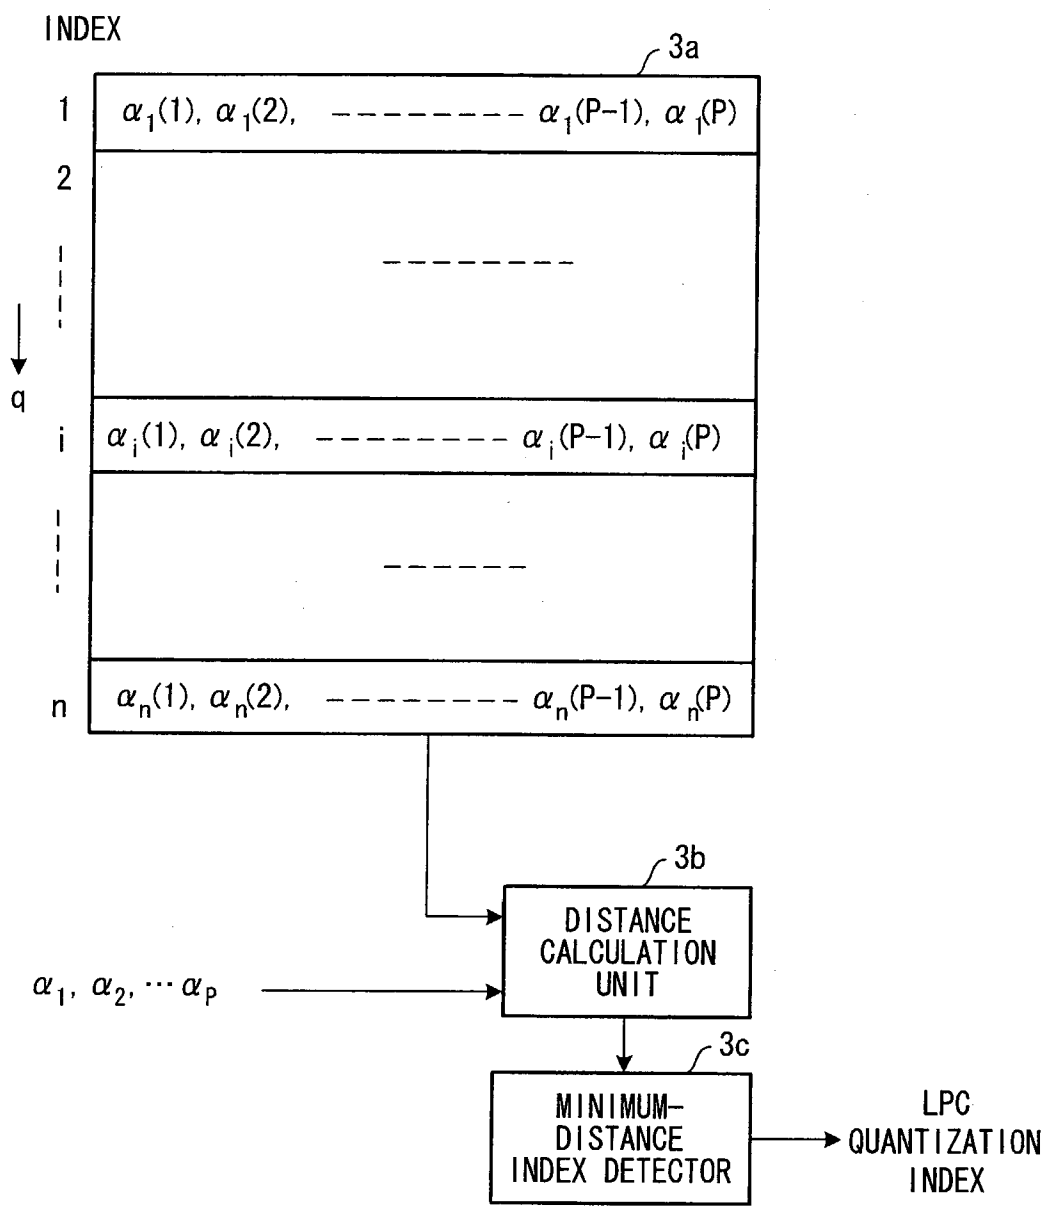 INDEX
3a
1 α₁(1), α₁(2), -------- α₁(P-1), α₁(P)
2
--------
q
i αᵢ(1), αᵢ(2), -------- αᵢ(P-1), αᵢ(P)
------
n αₙ(1), αₙ(2), -------- αₙ(P-1), αₙ(P)
3b
DISTANCE
CALCULATION
UNIT
α₁, α₂, ⋯ αₚ
3c
MINIMUM-
DISTANCE
INDEX DETECTOR
LPC
QUANTIZATION
INDEX